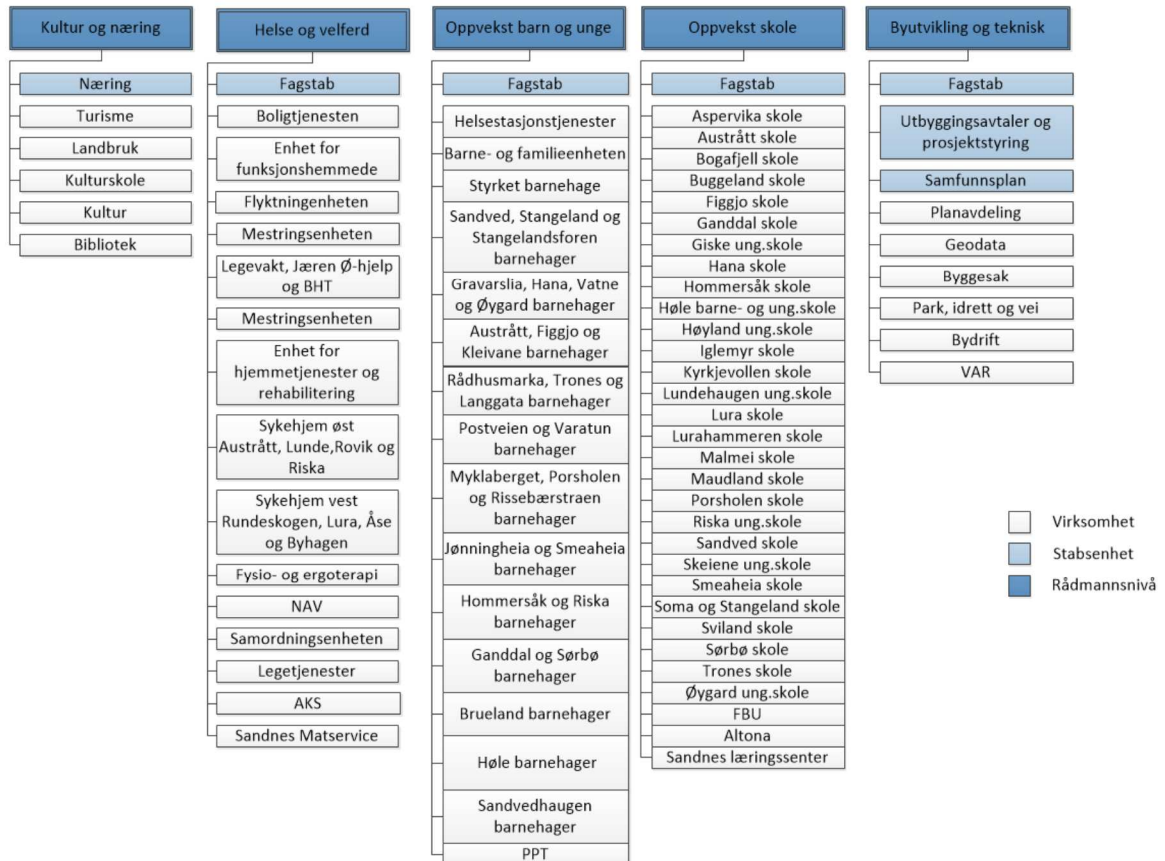 Kultur og næring
Næring
Turisme
Landbruk
Kulturskole
Kultur
Bibliotek
Helse og velferd
Fagstab
Boligtjenesten
Enhet for
funksjonshemmede
Flyktningenheten
Mestringsenheten
Legevakt, Jæren Ø-hjelp
og BHT
Mestringsenheten
Enhet for
hjemmetjenester og
rehabilitering
Sykehjem øst
Austrått, Lunde,Rovik og
Riska
Sykehjem vest
Rundeskogen, Lura, Åse
og Byhagen
Fysio- og ergoterapi
NAV
Samordningsenheten
Legetjenester
AKS
Sandnes Matservice
Oppvekst barn og unge
Fagstab
Helsestasjonstjenester
Barne- og familieenheten
Styrket barnehage
Sandved, Stangeland og
Stangelandsforen
barnehager
Gravarslia, Hana, Vatne
og Øygard barnehager
Austrått, Figgjo og
Kleivane barnehager
Rådhusmarka, Trones og
Langgata barnehager
Postveien og Varatun
barnehager
Myklaberget, Porsholen
og Rissebærstraen
barnehager
Jønningheia og Smeaheia
barnehager
Hommersåk og Riska
barnehager
Ganddal og Sørbø
barnehager
Brueland barnehager
Høle barnehager
Sandvedhaugen
barnehager
PPT
Oppvekst skole
Fagstab
Aspervika skole
Austrått skole
Bogafjell skole
Buggeland skole
Figgjo skole
Ganddal skole
Giske ung.skole
Hana skole
Hommersåk skole
Høle barne- og ung.skole
Høyland ung.skole
Iglemyr skole
Kyrkjevollen skole
Lundehaugen ung.skole
Lura skole
Lurahammeren skole
Malmei skole
Maudland skole
Porsholen skole
Riska ung.skole
Sandved skole
Skeiene ung.skole
Smeaheia skole
Soma og Stangeland skole
Sviland skole
Sørbø skole
Trones skole
Øygard ung.skole
FBU
Altona
Sandnes læringssenter
Byutvikling og teknisk
Fagstab
Utbyggingsavtaler og
prosjektstyring
Samfunnsplan
Planavdeling
Geodata
Byggesak
Park, idrett og vei
Bydrift
VAR
Virksomhet
Stabsenhet
Rådmannsnivå